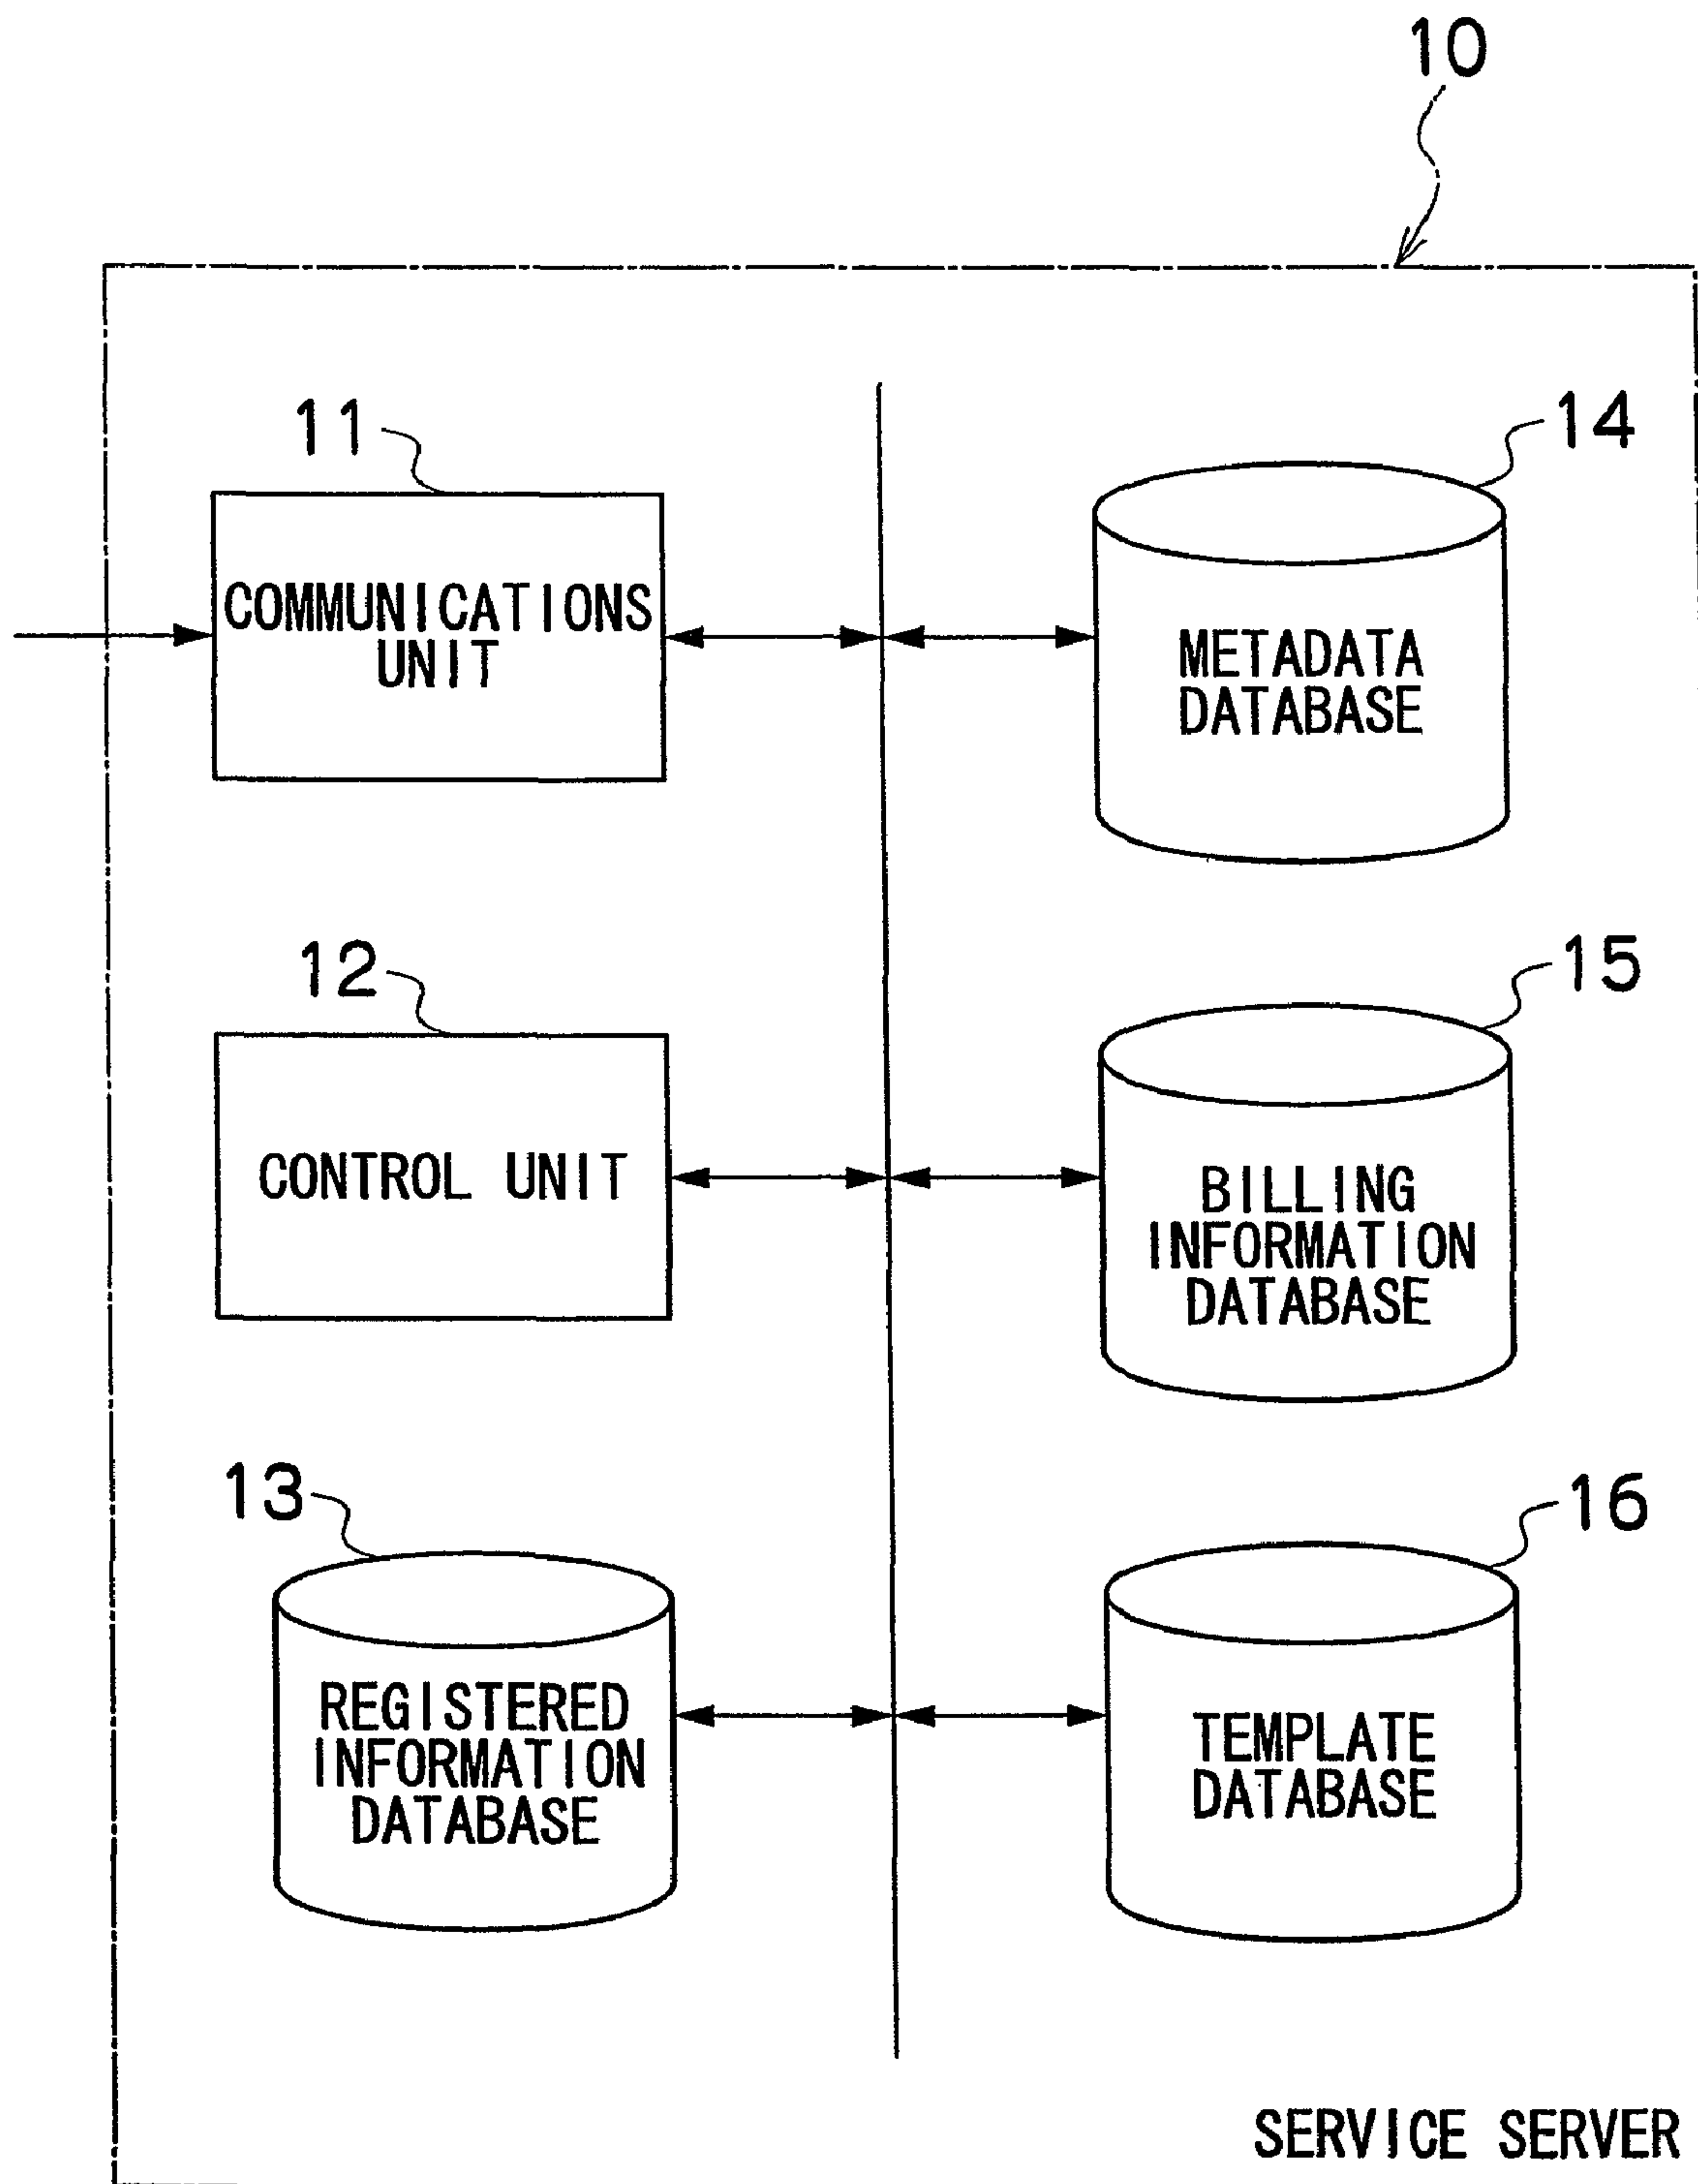 10
11
COMMUNICATIONS
UNIT
14
METADATA
DATABASE
12
CONTROL UNIT
15
BILLING
INFORMATION
DATABASE
13
REGISTERED
INFORMATION
DATABASE
16
TEMPLATE
DATABASE
SERVICE SERVER